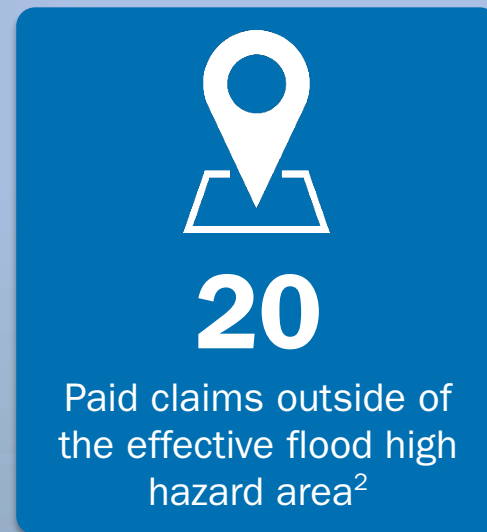 20
Paid claims outside of
the effective flood high
hazard area²